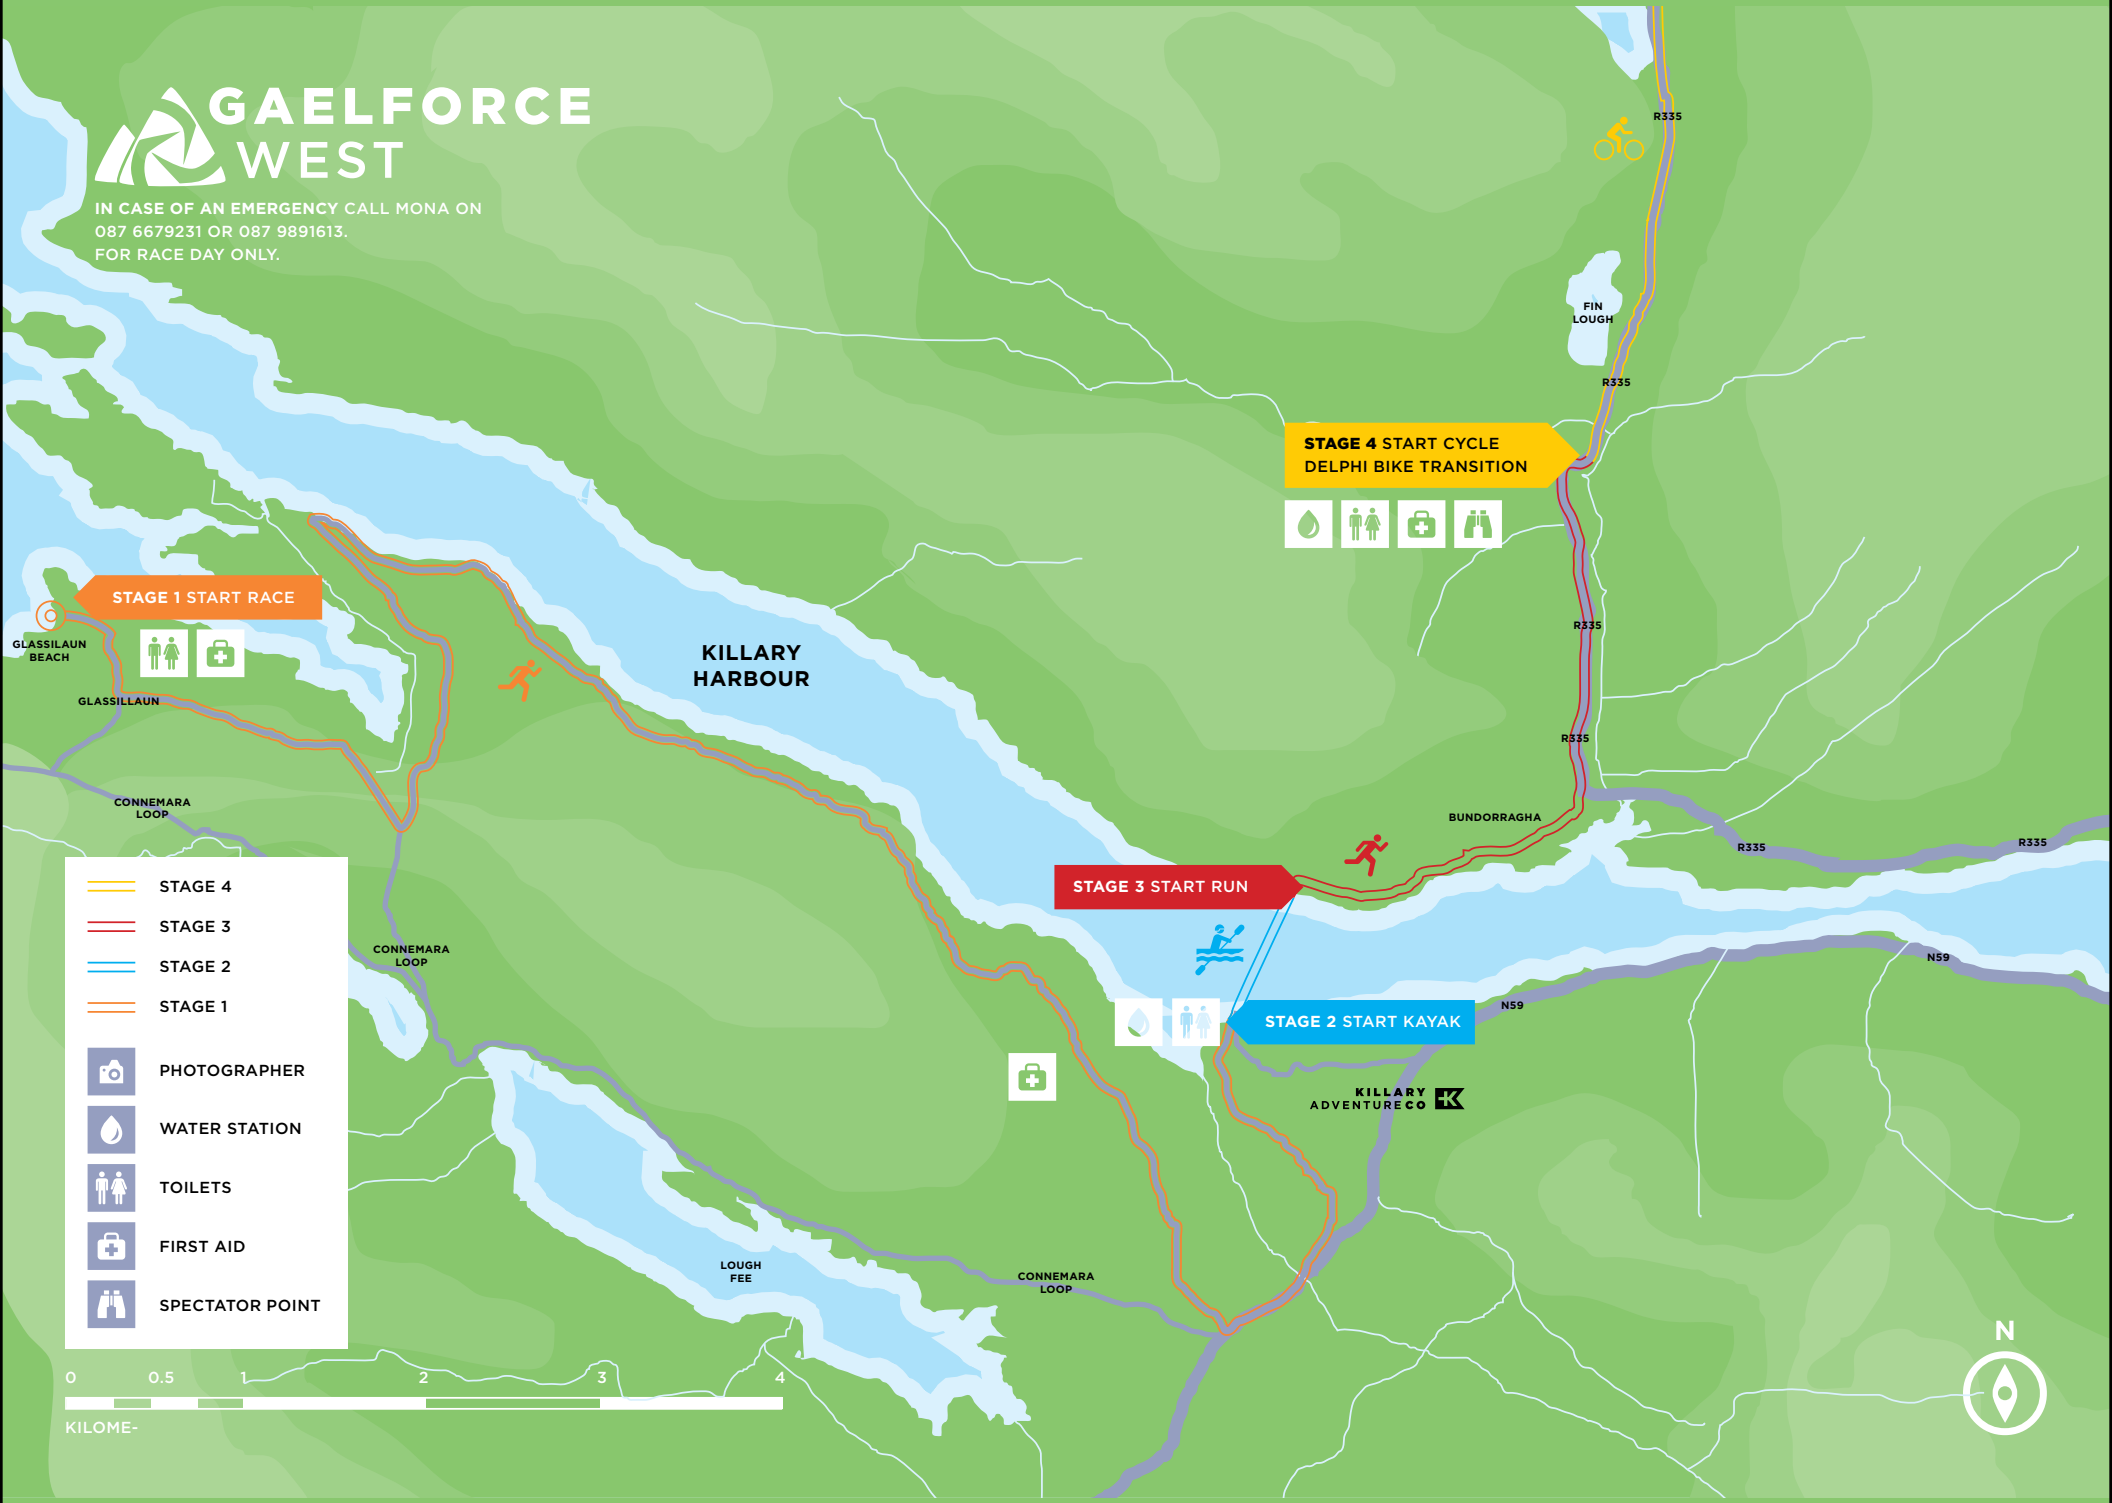 GAELFORCE
WEST
IN CASE OF AN EMERGENCY CALL MONA ON
087 6679231 OR 087 9891613.
FOR RACE DAY ONLY.
R335
FIN
LOUGH
R335
STAGE 4 START CYCLE
DELPHI BIKE TRANSITION
STAGE 1 START RACE
GLASSILAUN
BEACH
GLASSILLAUN
KILLARY
HARBOUR
R335
R335
CONNEMARA
LOOP
BUNDORRAGHA
R335
R335
STAGE 3 START RUN
CONNEMARA
LOOP
N59
N59
STAGE 2 START KAYAK
KILLARY
ADVENTURECO
K
STAGE 4
STAGE 3
STAGE 2
STAGE 1
PHOTOGRAPHER
WATER STATION
TOILETS
FIRST AID
SPECTATOR POINT
LOUGH
FEE
CONNEMARA
LOOP
N
0 0.5 1 2 3 4
KILOME-